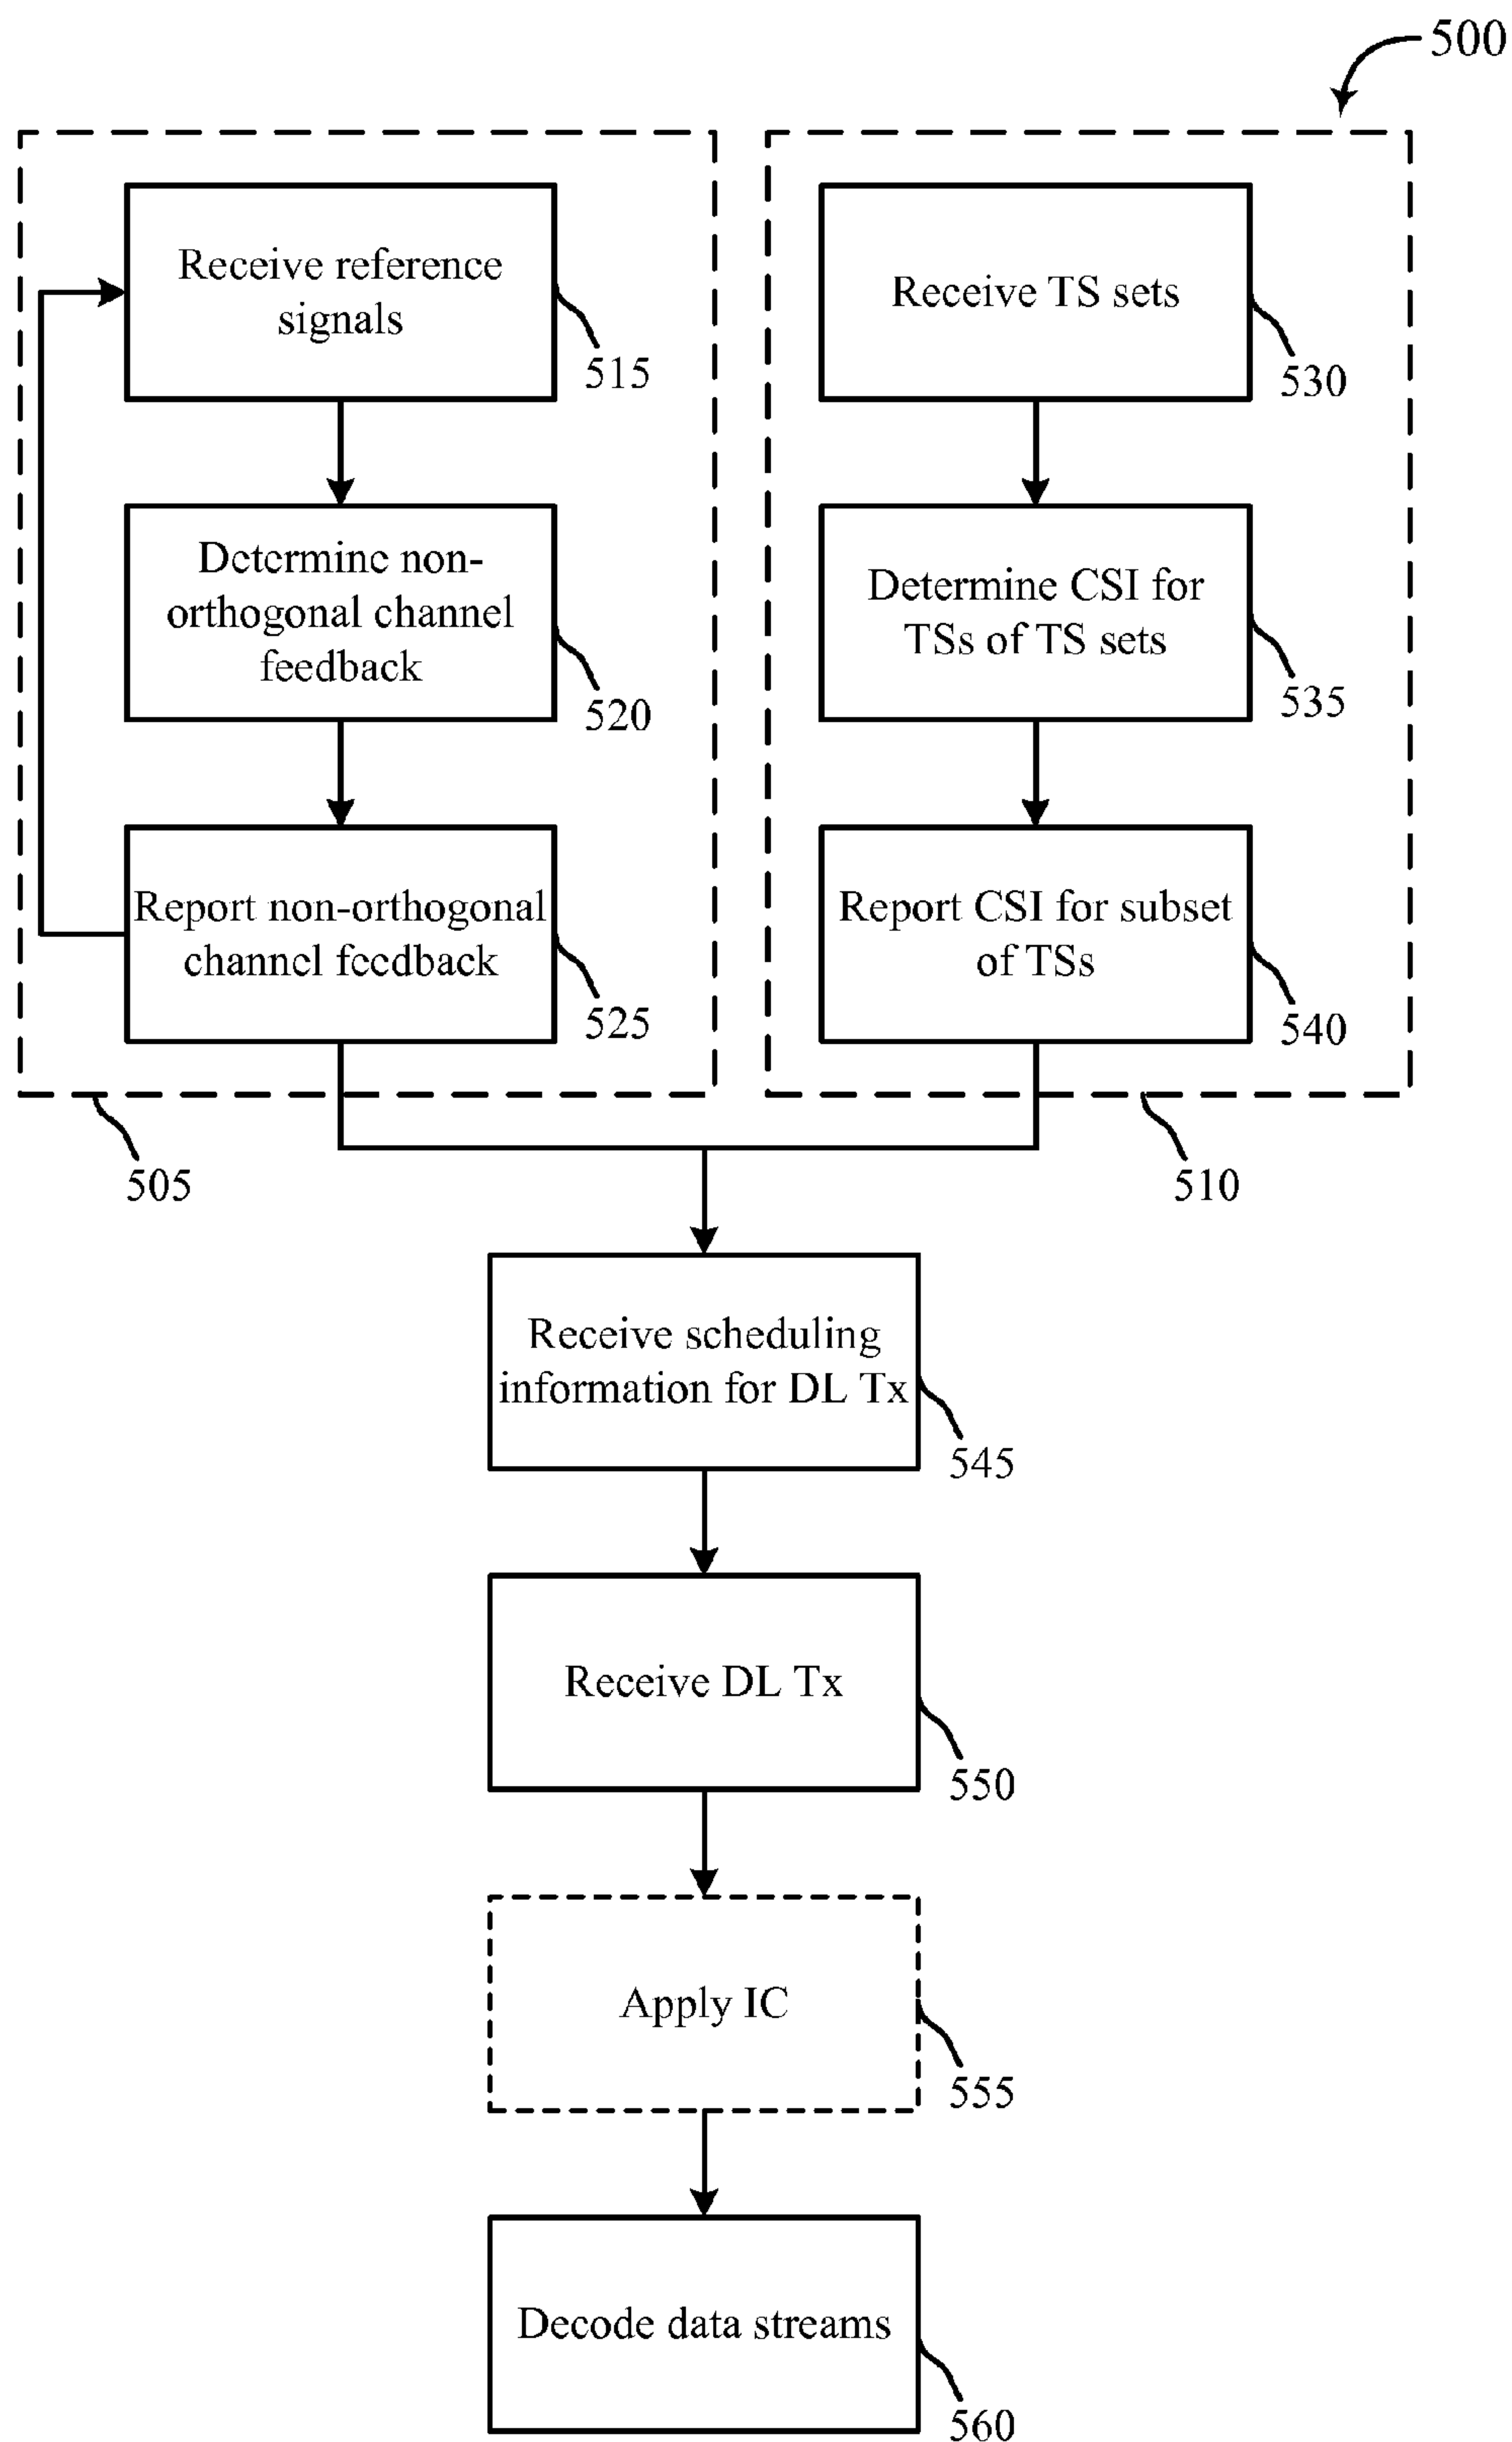 500
Receive reference
signals
515
Determine non-
orthogonal channel
feedback
520
Report non-orthogonal
channel feedback
525
505
Receive TS sets
530
Determine CSI for
TSs of TS sets
535
Report CSI for subset
of TSs
540
510
Receive scheduling
information for DL Tx
545
Receive DL Tx
550
Apply IC
555
Decode data streams
560